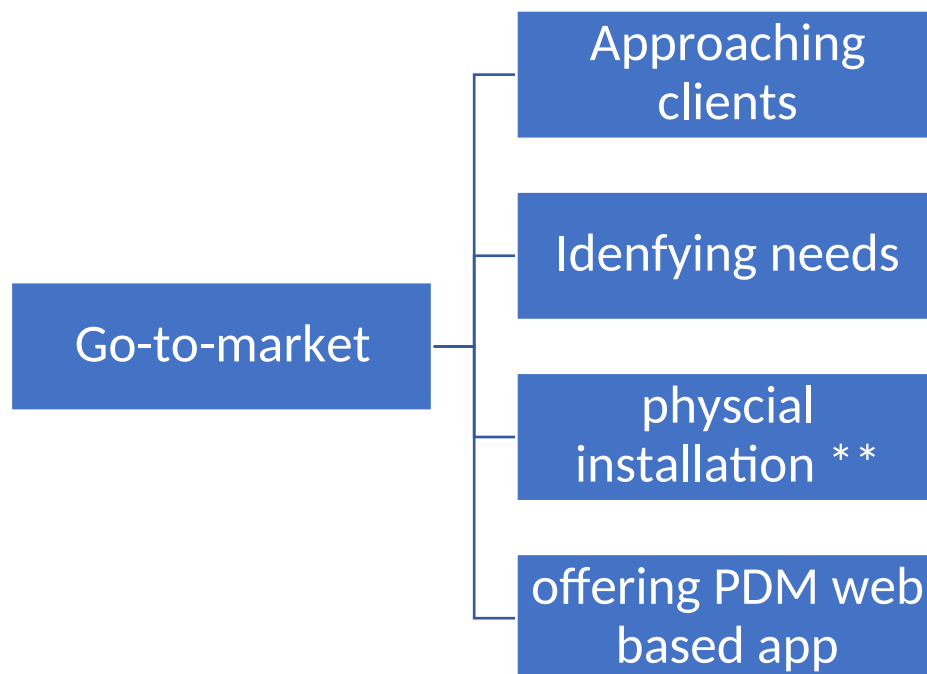 Approaching
clients
Idenfying needs
Go-to-market
physcial
installation **
offering PDM web
based app